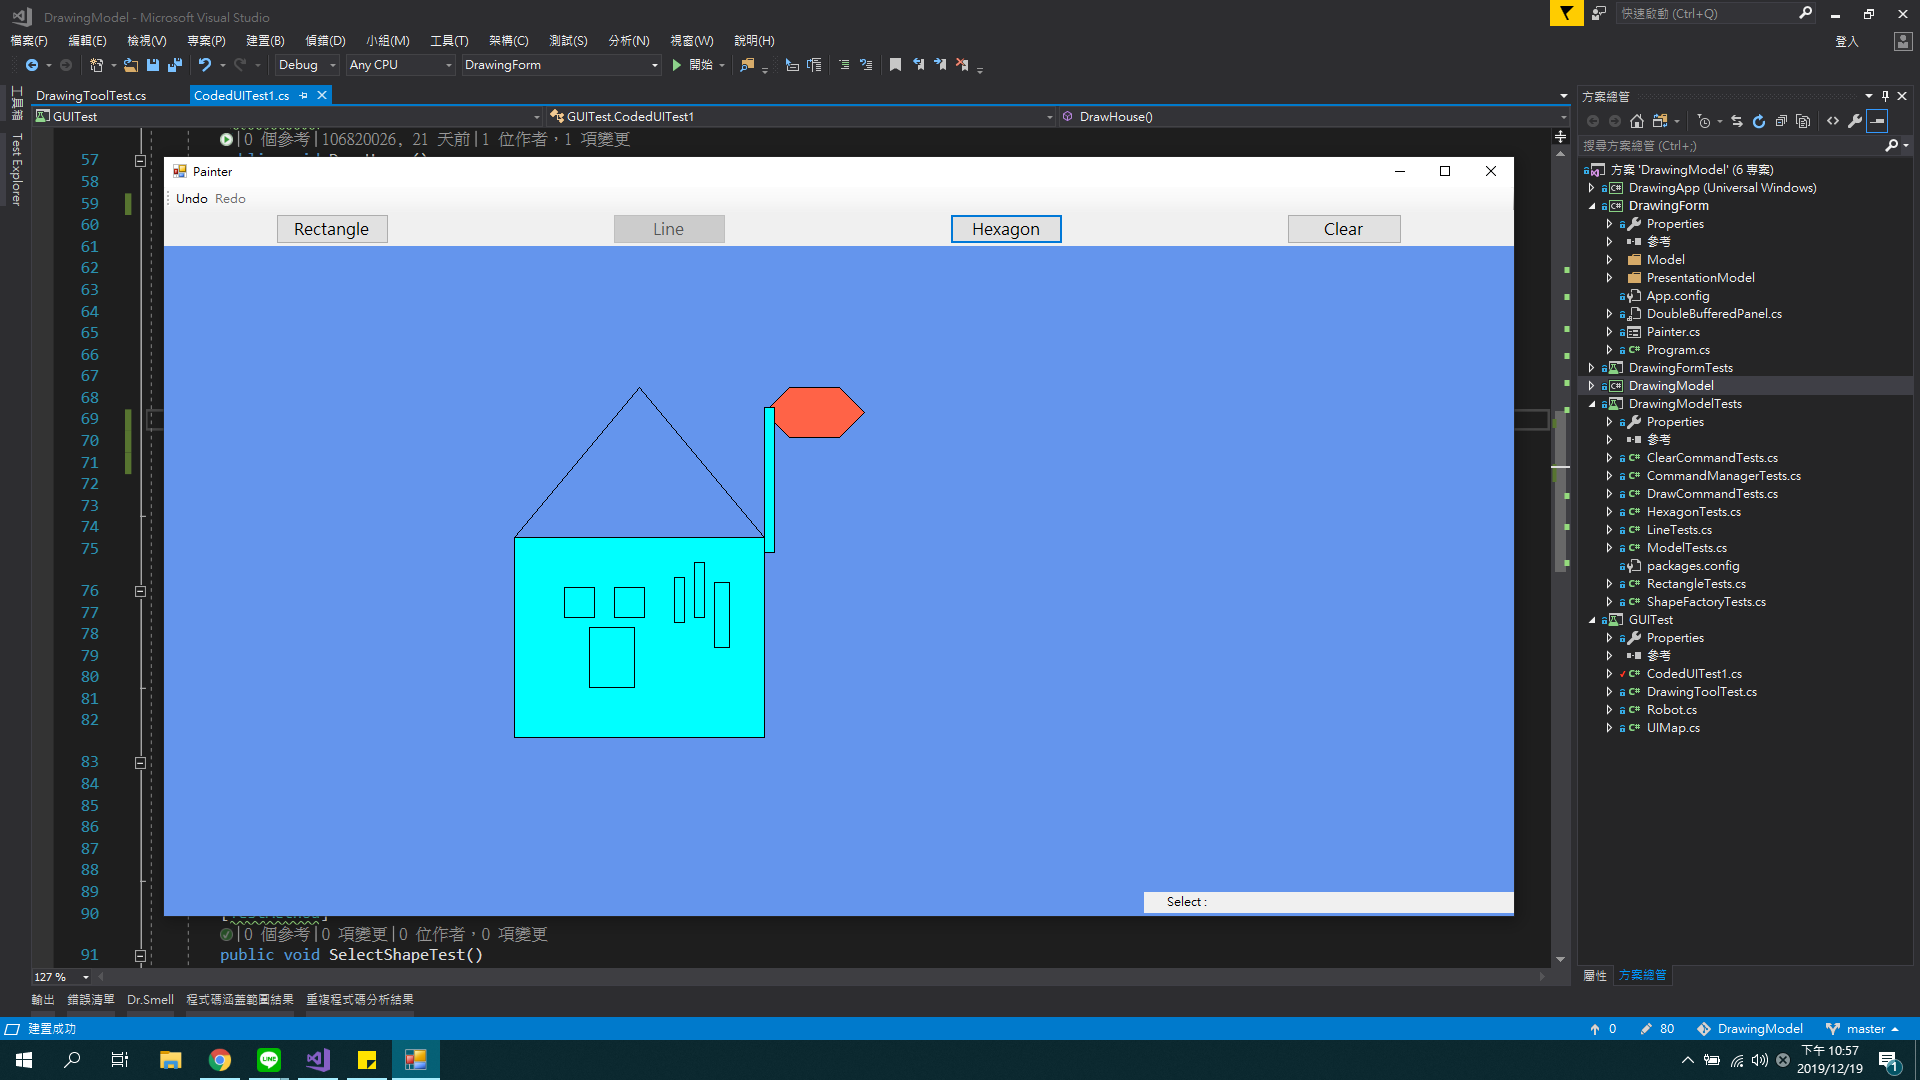 DrawingModel - Microsoft Visual Studio
快速啟動 (Ctrl+Q)
檔案(F) 編輯(E) 檢視(V) 專案(P) 建置(B) 偵錯(D) 小組(M) 工具(T) 架構(C) 測試(S) 分析(N) 視窗(W) 說明(H)
登入
Debug Any CPU DrawingForm 開始
工具箱
Test Explorer
DrawingToolTest.cs CodedUITest1.cs
GUITest GUITest.CodedUITest1 DrawHouse()
0 個參考|106820026, 21 天前|1 位作者，1 項變更
57
58
59
60
61
62
63
64
65
66
67
68
69
70
71
72
73
74
75
76
77
78
79
80
81
82
83
84
85
86
87
88
89
90
91
Painter
Undo Redo
Rectangle Line Hexagon Clear
Select :
0 個參考|0 項變更|0 位作者，0 項變更
public void SelectShapeTest()
127 %
輸出 錯誤清單 Dr.Smell 程式碼涵蓋範圍結果 重複程式碼分析結果
方案總管
搜尋方案總管 (Ctrl+;)
方案 'DrawingModel' (6 專案)
DrawingApp (Universal Windows)
DrawingForm
Properties
參考
Model
PresentationModel
App.config
DoubleBufferedPanel.cs
Painter.cs
Program.cs
DrawingFormTests
DrawingModel
DrawingModelTests
Properties
參考
ClearCommandTests.cs
CommandManagerTests.cs
DrawCommandTests.cs
HexagonTests.cs
LineTests.cs
ModelTests.cs
packages.config
RectangleTests.cs
ShapeFactoryTests.cs
GUITest
Properties
參考
CodedUITest1.cs
DrawingToolTest.cs
Robot.cs
UIMap.cs
屬性 方案總管
建置成功
0 80 DrawingModel master
下午 10:57
2019/12/19
1